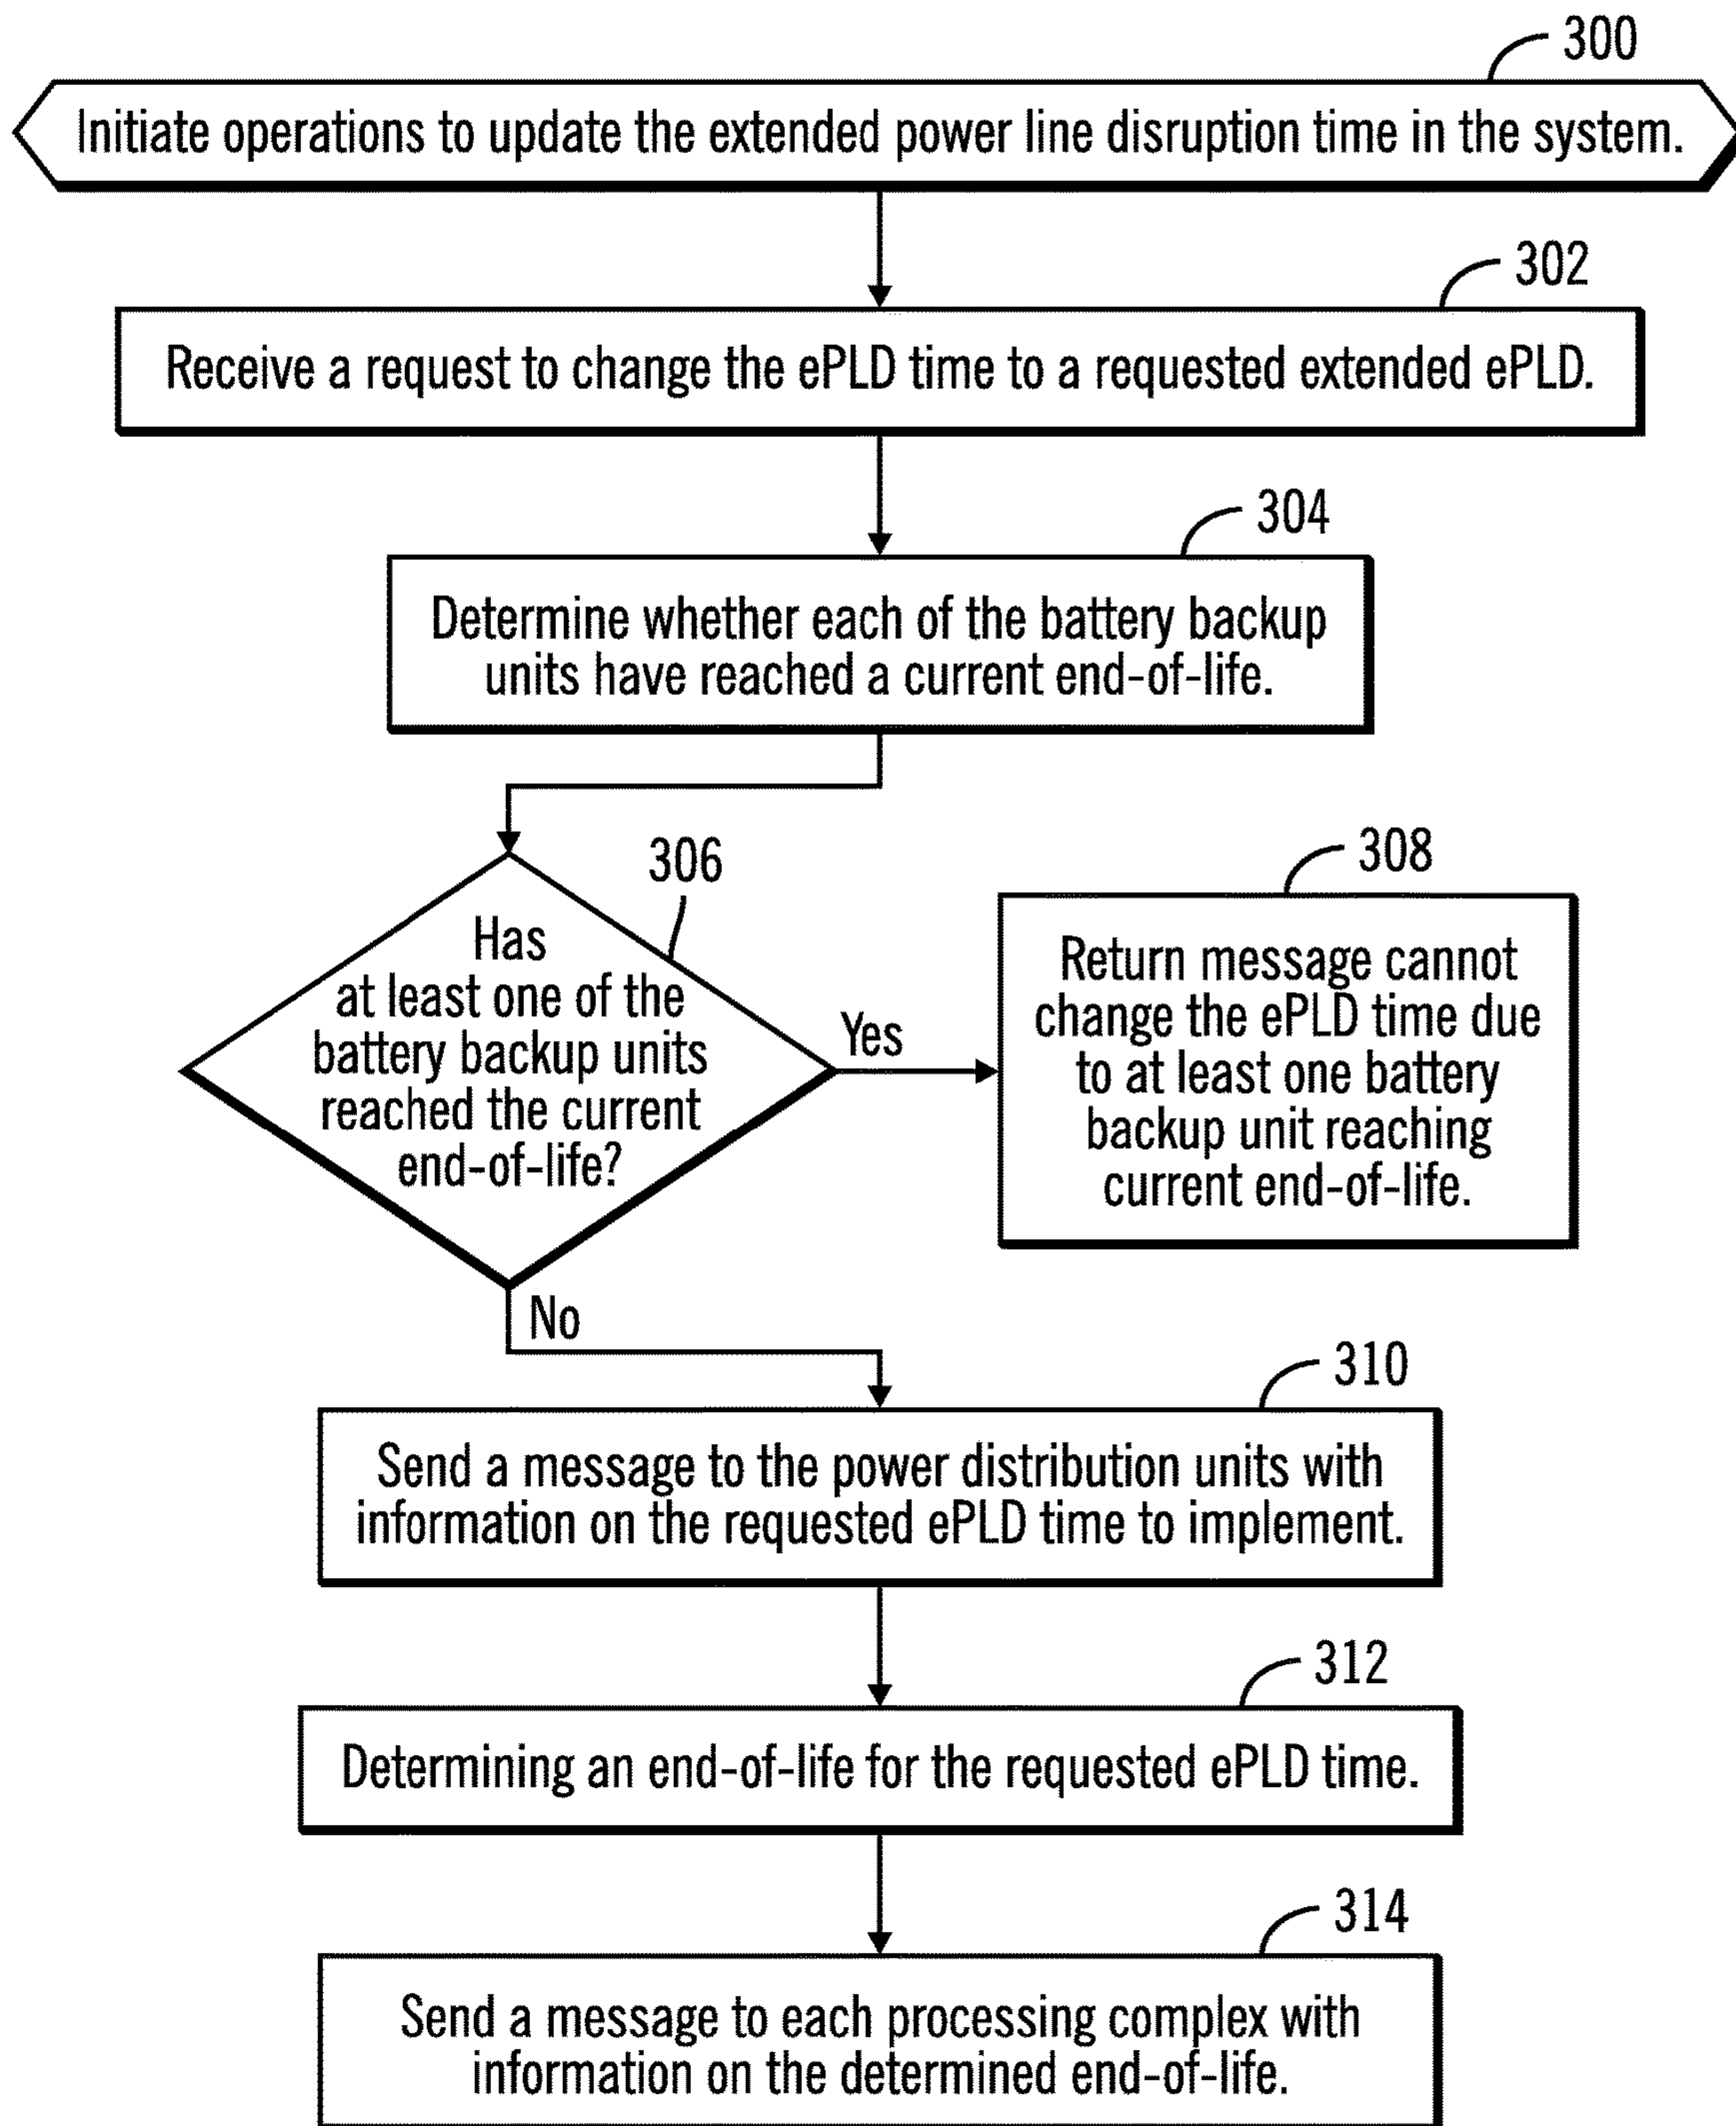 300
Initiate operations to update the extended power line disruption time in the system.
302
Receive a request to change the ePLD time to a requested extended ePLD.
304
Determine whether each of the battery backup
units have reached a current end-of-life.
306
Has
at least one of the
battery backup units
reached the current
end-of-life?
Yes
308
Return message cannot
change the ePLD time due
to at least one battery
backup unit reaching
current end-of-life.
No
310
Send a message to the power distribution units with
information on the requested ePLD time to implement.
312
Determining an end-of-life for the requested ePLD time.
314
Send a message to each processing complex with
information on the determined end-of-life.